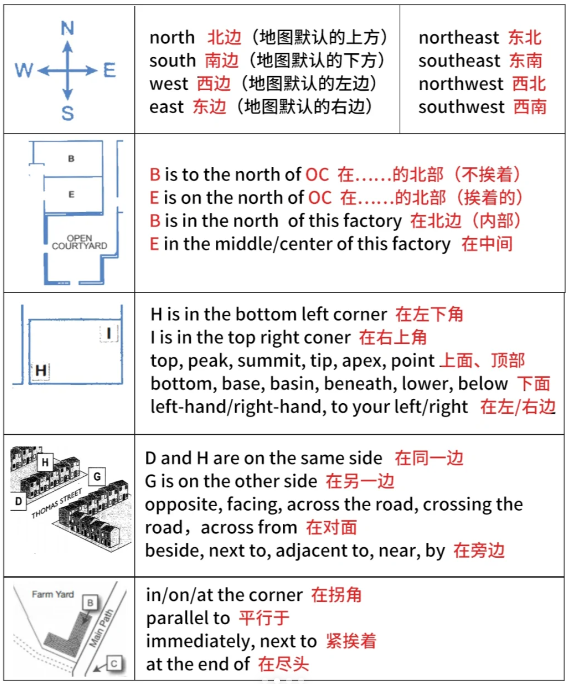 N
W E
S
north 北边（地图默认的上方）
south 南边（地图默认的下方）
west 西边（地图默认的左边）
east 东边（地图默认的右边）
northeast 东北
southeast 东南
northwest 西北
southwest 西南
B
E
OPEN
COURTYARD
B is to the north of OC 在……的北部（不挨着）
E is on the north of OC 在……的北部（挨着的）
B is in the north of this factory 在北边（内部）
E in the middle/center of this factory 在中间
I
H
H is in the bottom left corner 在左下角
I is in the top right coner 在右上角
top, peak, summit, tip, apex, point 上面、顶部
bottom, base, basin, beneath, lower, below 下面
left-hand/right-hand, to your left/right 在左/右边
H
G
D
THOMAS STREET
D and H are on the same side 在同一边
G is on the other side 在另一边
opposite, facing, across the road, crossing the
road，across from 在对面
beside, next to, adjacent to, near, by 在旁边
Farm Yard
B
Main Path
C
in/on/at the corner 在拐角
parallel to 平行于
immediately, next to 紧挨着
at the end of 在尽头